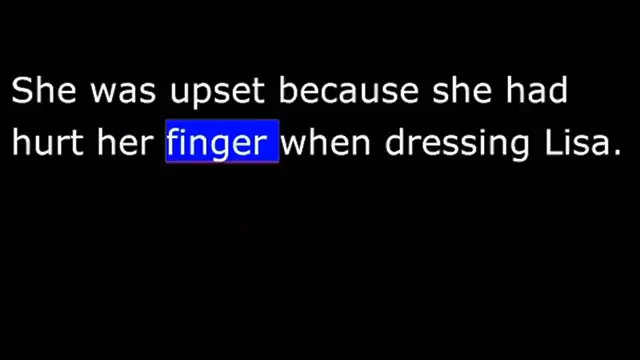 She was upset because she had
hurt her finger when dressing Lisa.